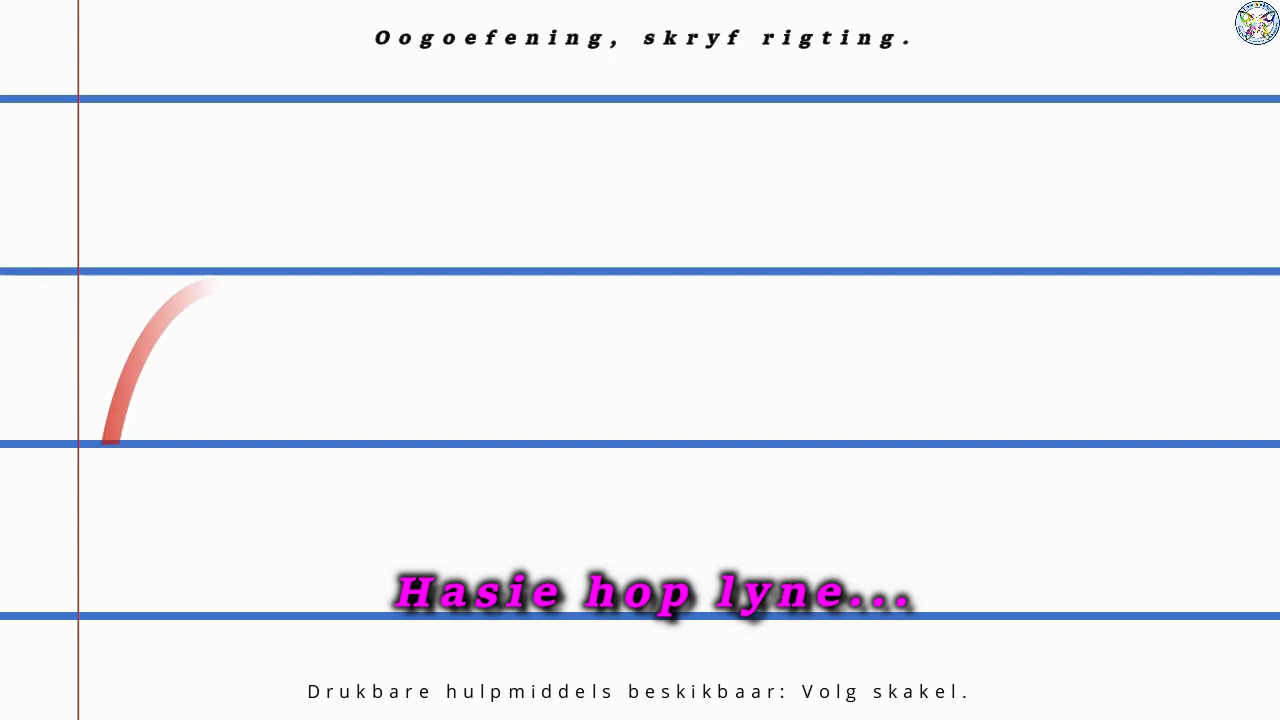 Oogoefening, skryf rigting.
Hasie hop lyne...
Drukbare hulpmiddels beskikbaar: Volg skakel.